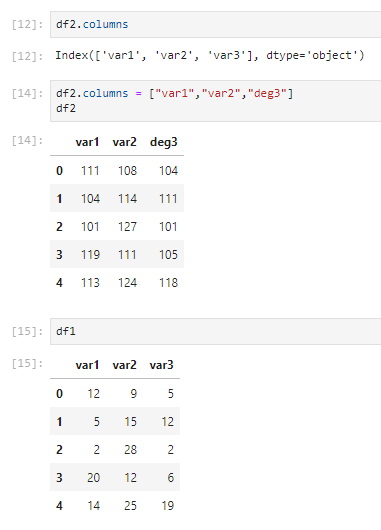 [12]: df2.columns
[12]: Index(['var1', 'var2', 'var3'], dtype='object')
[14]: df2.columns = ["var1","var2","deg3"]
df2
[14]:
var1 var2 deg3
0 111 108 104
1 104 114 111
2 101 127 101
3 119 111 105
4 113 124 118
[15]: df1
[15]:
var1 var2 var3
0 12 9 5
1 5 15 12
2 2 28 2
3 20 12 6
4 14 25 19